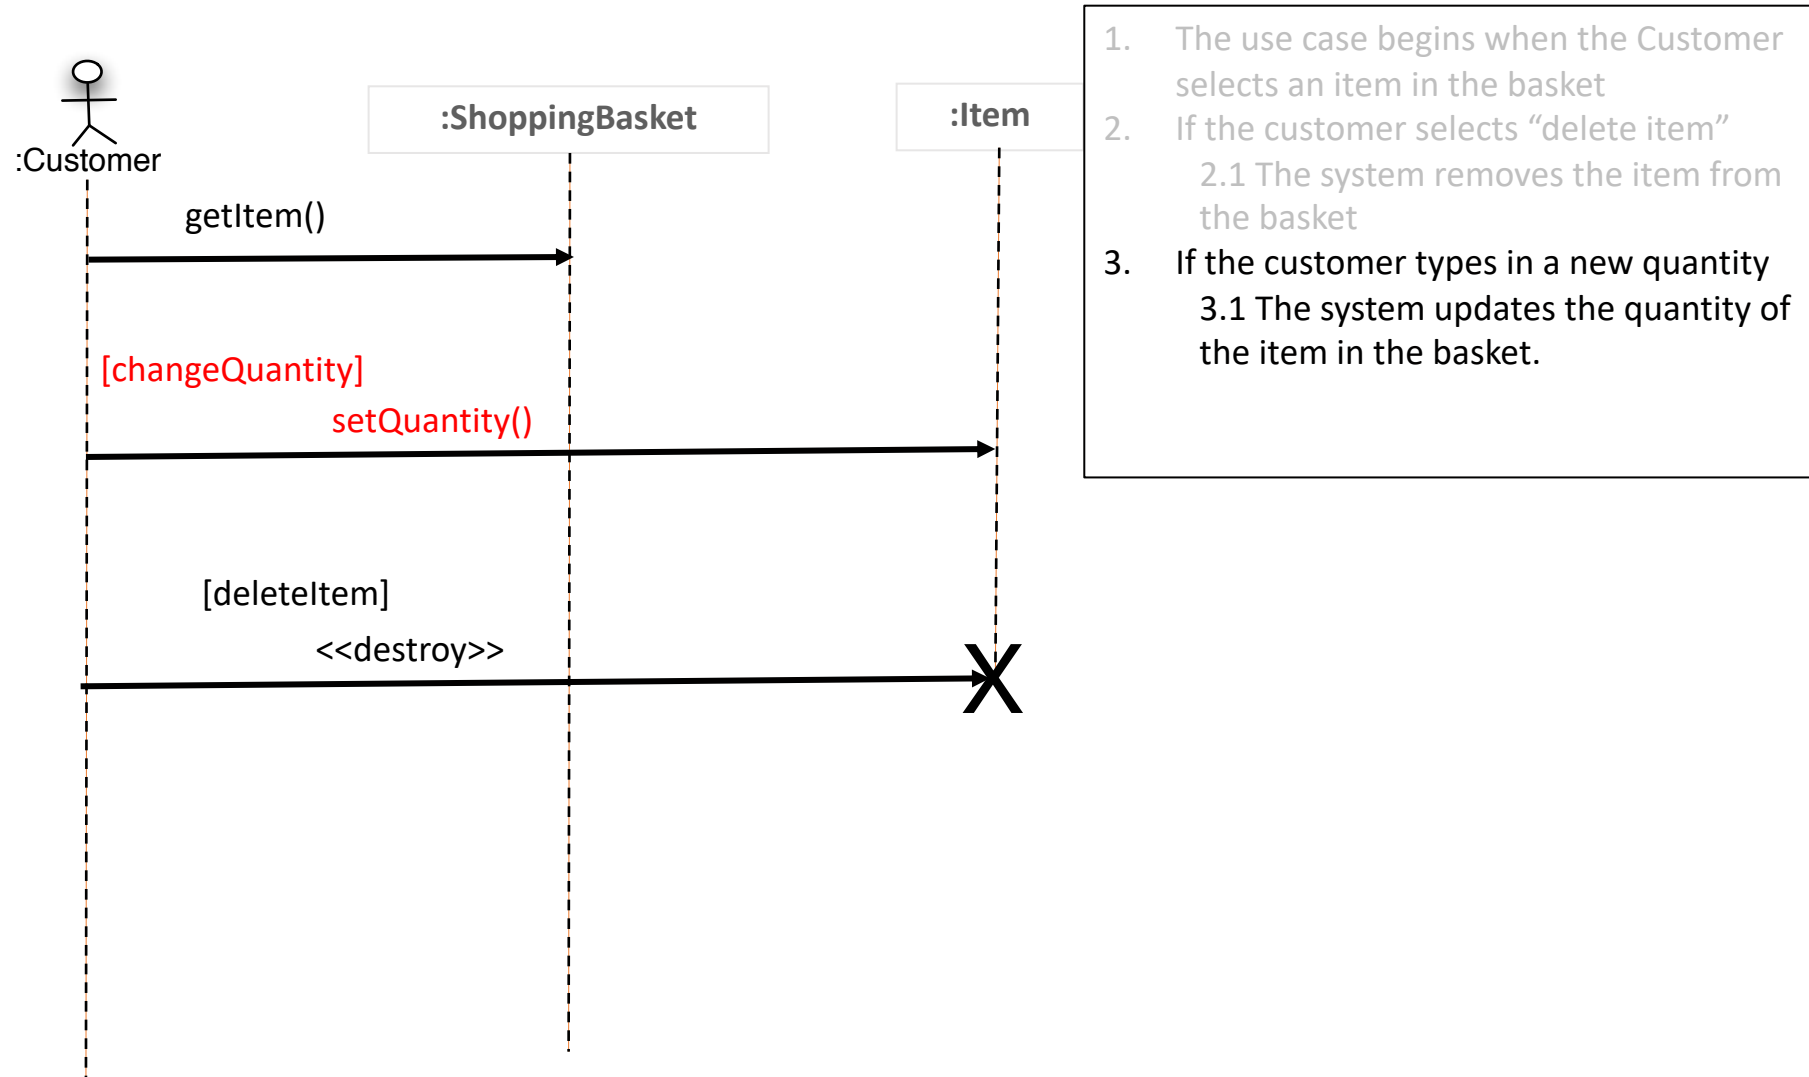 :Customer
:ShoppingBasket
:Item
getItem()
[changeQuantity]
setQuantity()
[deleteItem]
<<destroy>>
X
1. The use case begins when the Customer
selects an item in the basket
2. If the customer selects “delete item”
2.1 The system removes the item from
the basket
3. If the customer types in a new quantity
3.1 The system updates the quantity of
the item in the basket.